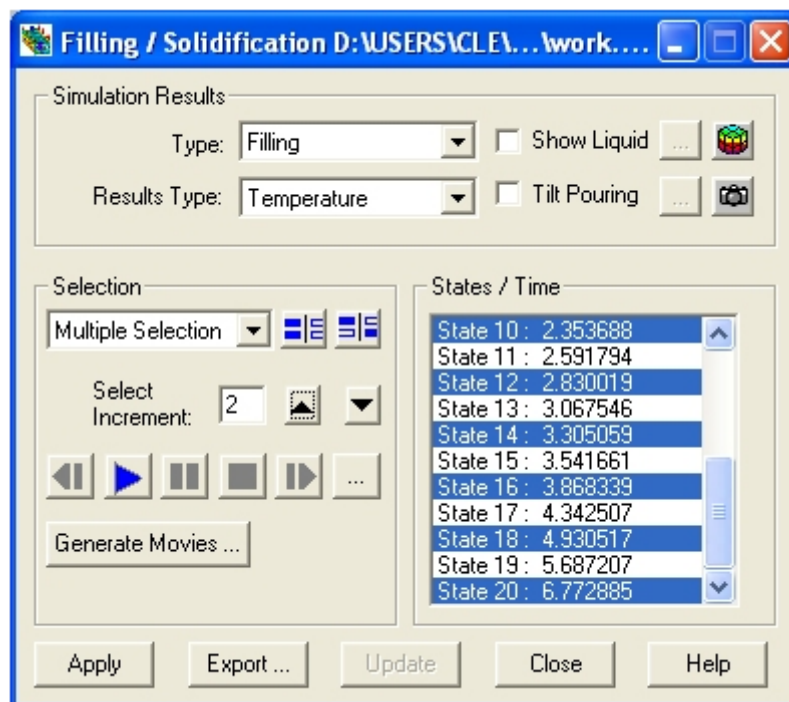 Filling / Solidification D:\USERS\CLE\...\work....
Simulation Results
Type: Filling Show Liquid ...
Results Type: Temperature Tilt Pouring ...
Selection
Multiple Selection
Select
Increment: 2
...
Generate Movies ...
States / Time
State 10 : 2.353688
State 11 : 2.591794
State 12 : 2.830019
State 13 : 3.067546
State 14 : 3.305059
State 15 : 3.541661
State 16 : 3.868339
State 17 : 4.342507
State 18 : 4.930517
State 19 : 5.687207
State 20 : 6.772885
Apply Export ... Update Close Help